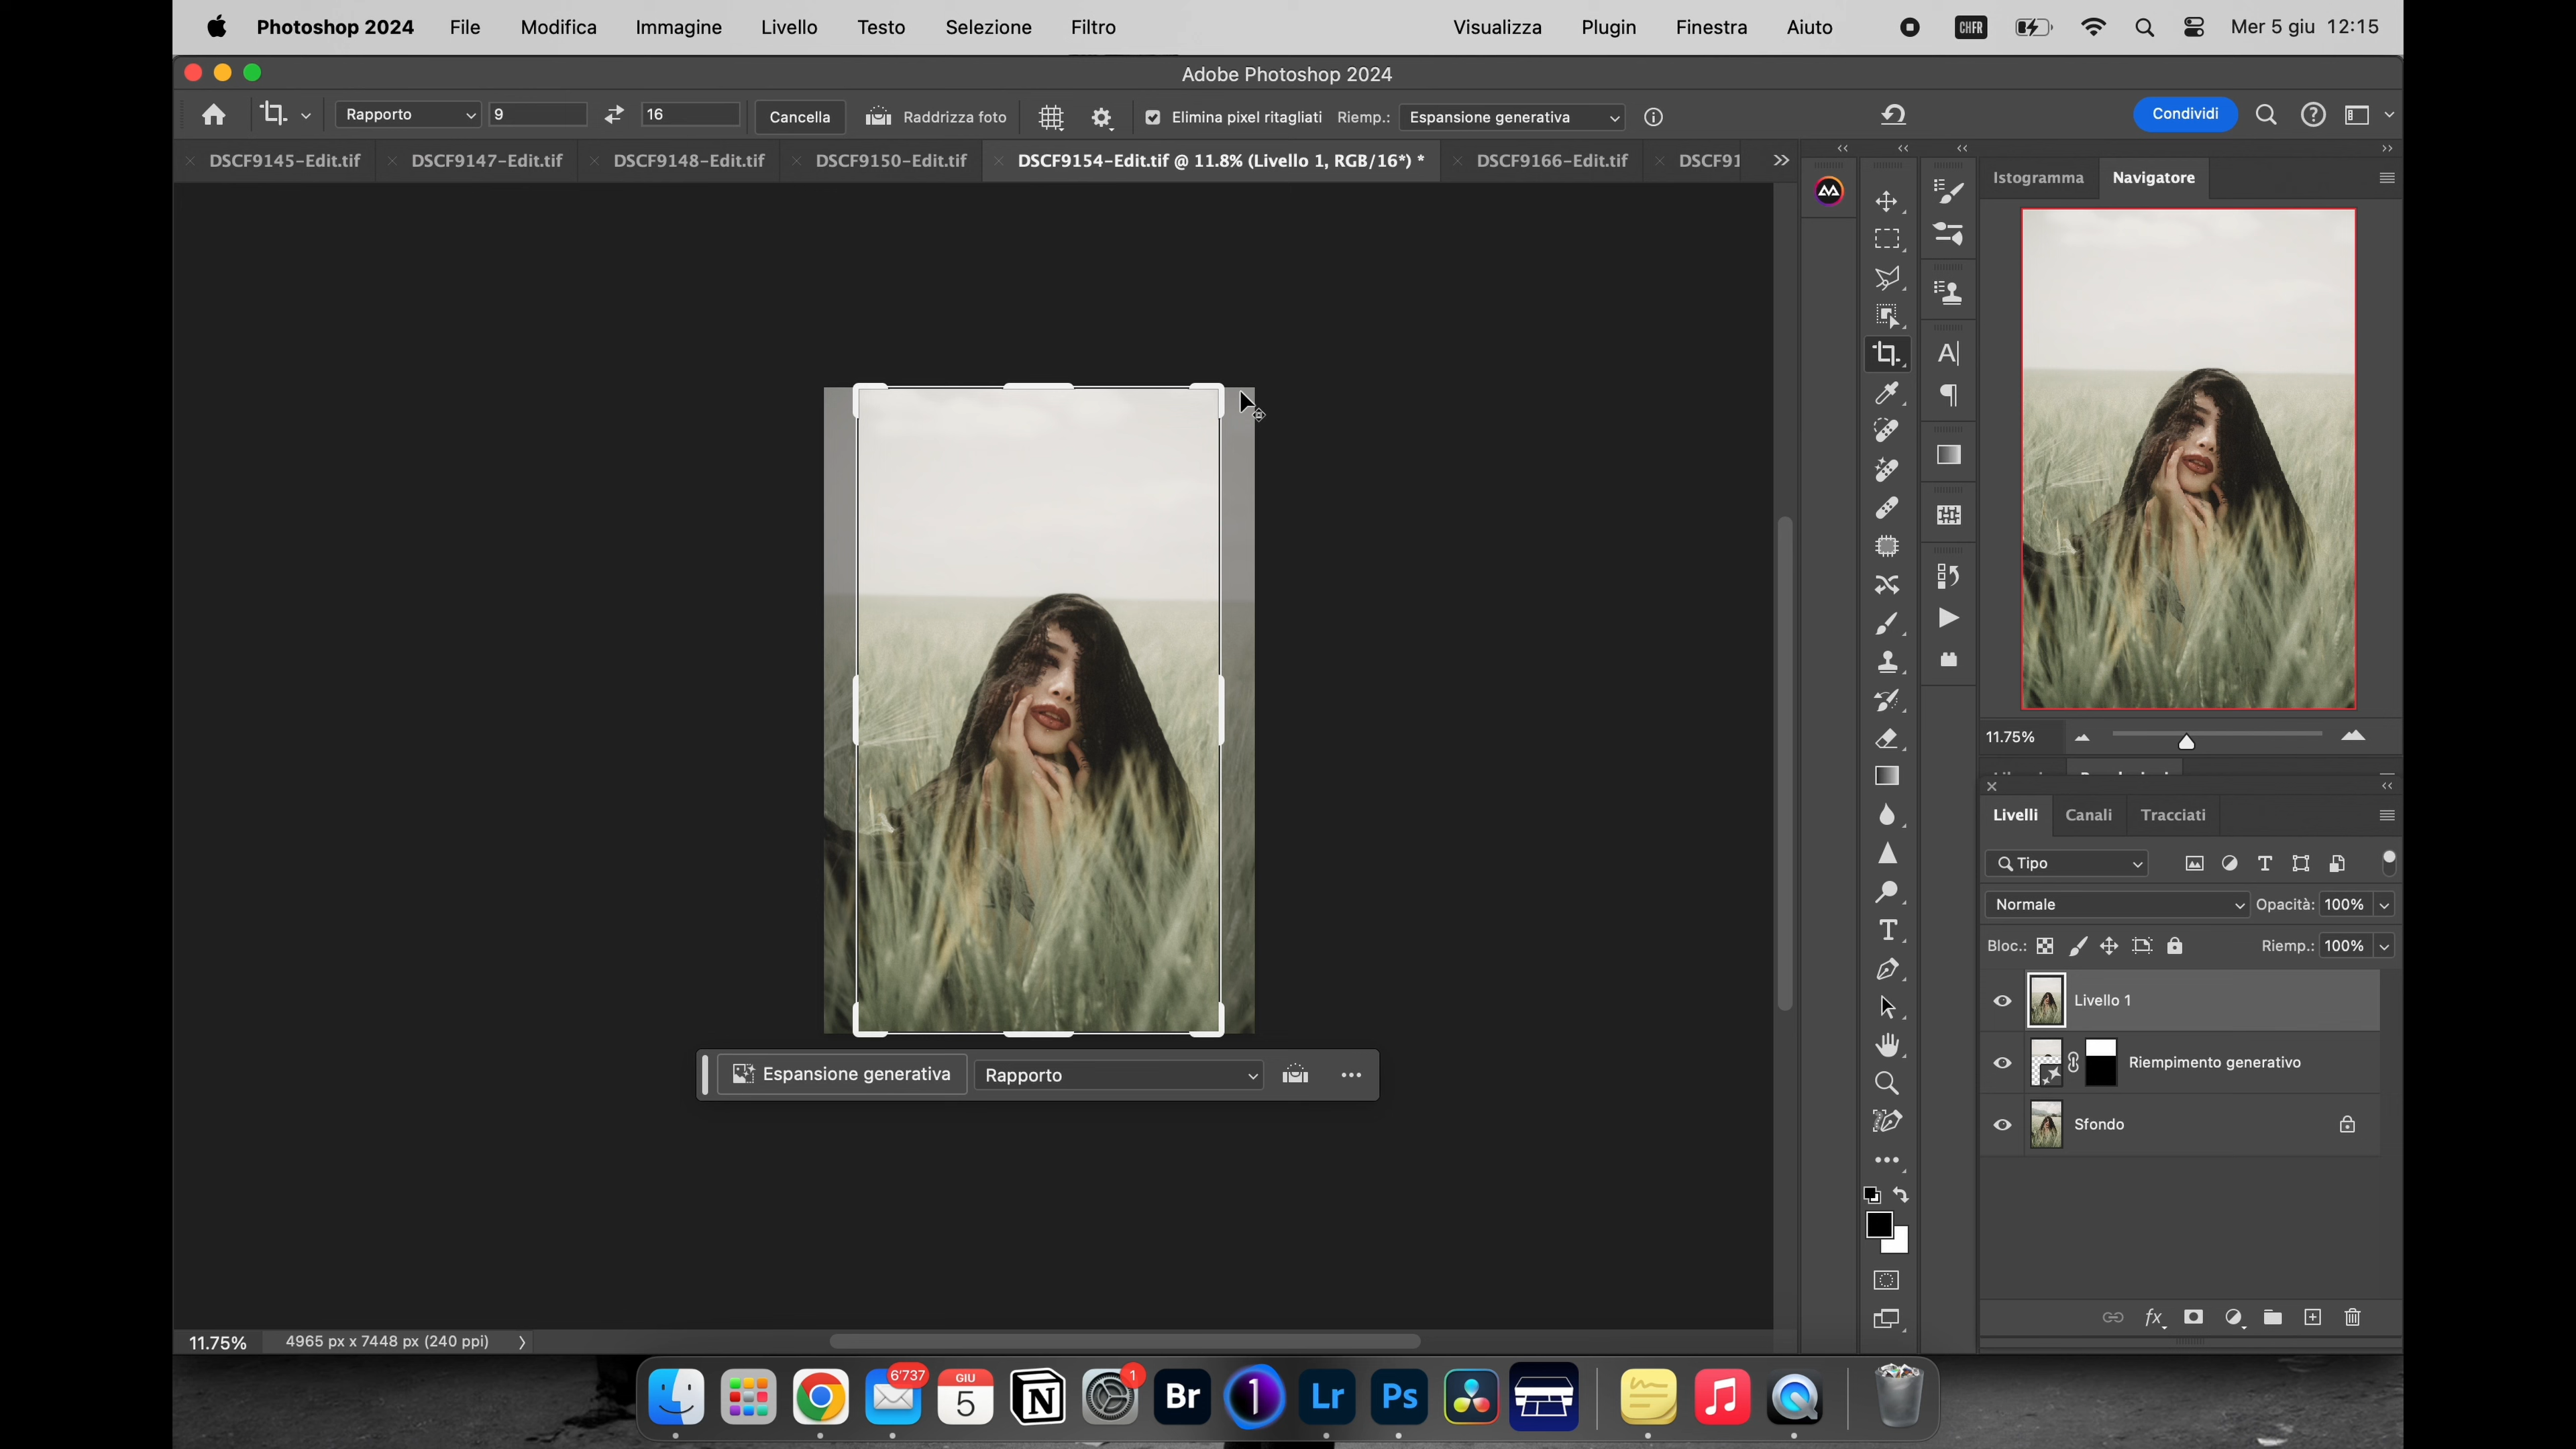 Photoshop 2024 File Modifica Immagine Livello Testo Selezione Filtro Visualizza Plugin Finestra Aiuto CHFR Mer 5 giu 12:15
Adobe Photoshop 2024
Rapporto 9 16 Cancella Raddrizza foto Elimina pixel ritagliati Riemp.: Espansione generativa Condividi
DSCF9145-Edit.tif DSCF9147-Edit.tif DSCF9148-Edit.tif DSCF9150-Edit.tif DSCF9154-Edit.tif @ 11.8% (Livello 1, RGB/16*) * DSCF9166-Edit.tif DSCF91
Istogramma Navigatore
11.75%
Livelli Canali Tracciati
Tipo
Normale Opacità: 100%
Bloc.: Riemp.: 100%
Livello 1
Riempimento generativo
Sfondo
Espansione generativa Rapporto
11.75% 4965 px x 7448 px (240 ppi)
6'737 GIU 5 1 Br 1 Lr Ps